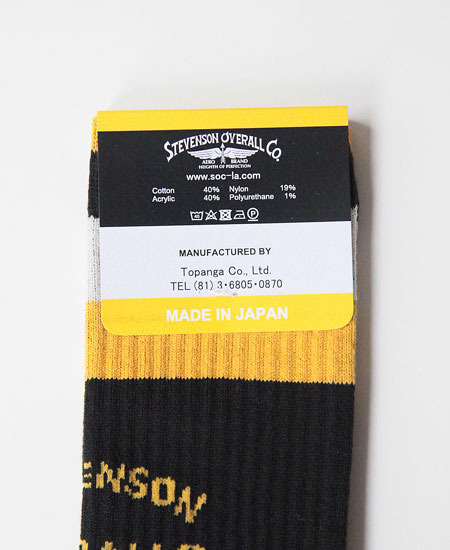 STEVENSON OVERALL CO.
AERO BRAND
HEIGHTH OF PERFECTION
www.soc-la.com
Cotton 40% Nylon 19%
Acrylic 40% Polyurethane 1%
MANUFACTURED BY
Topanga Co., Ltd.
TEL (81) 3・6805・0870
MADE IN JAPAN
ENSON